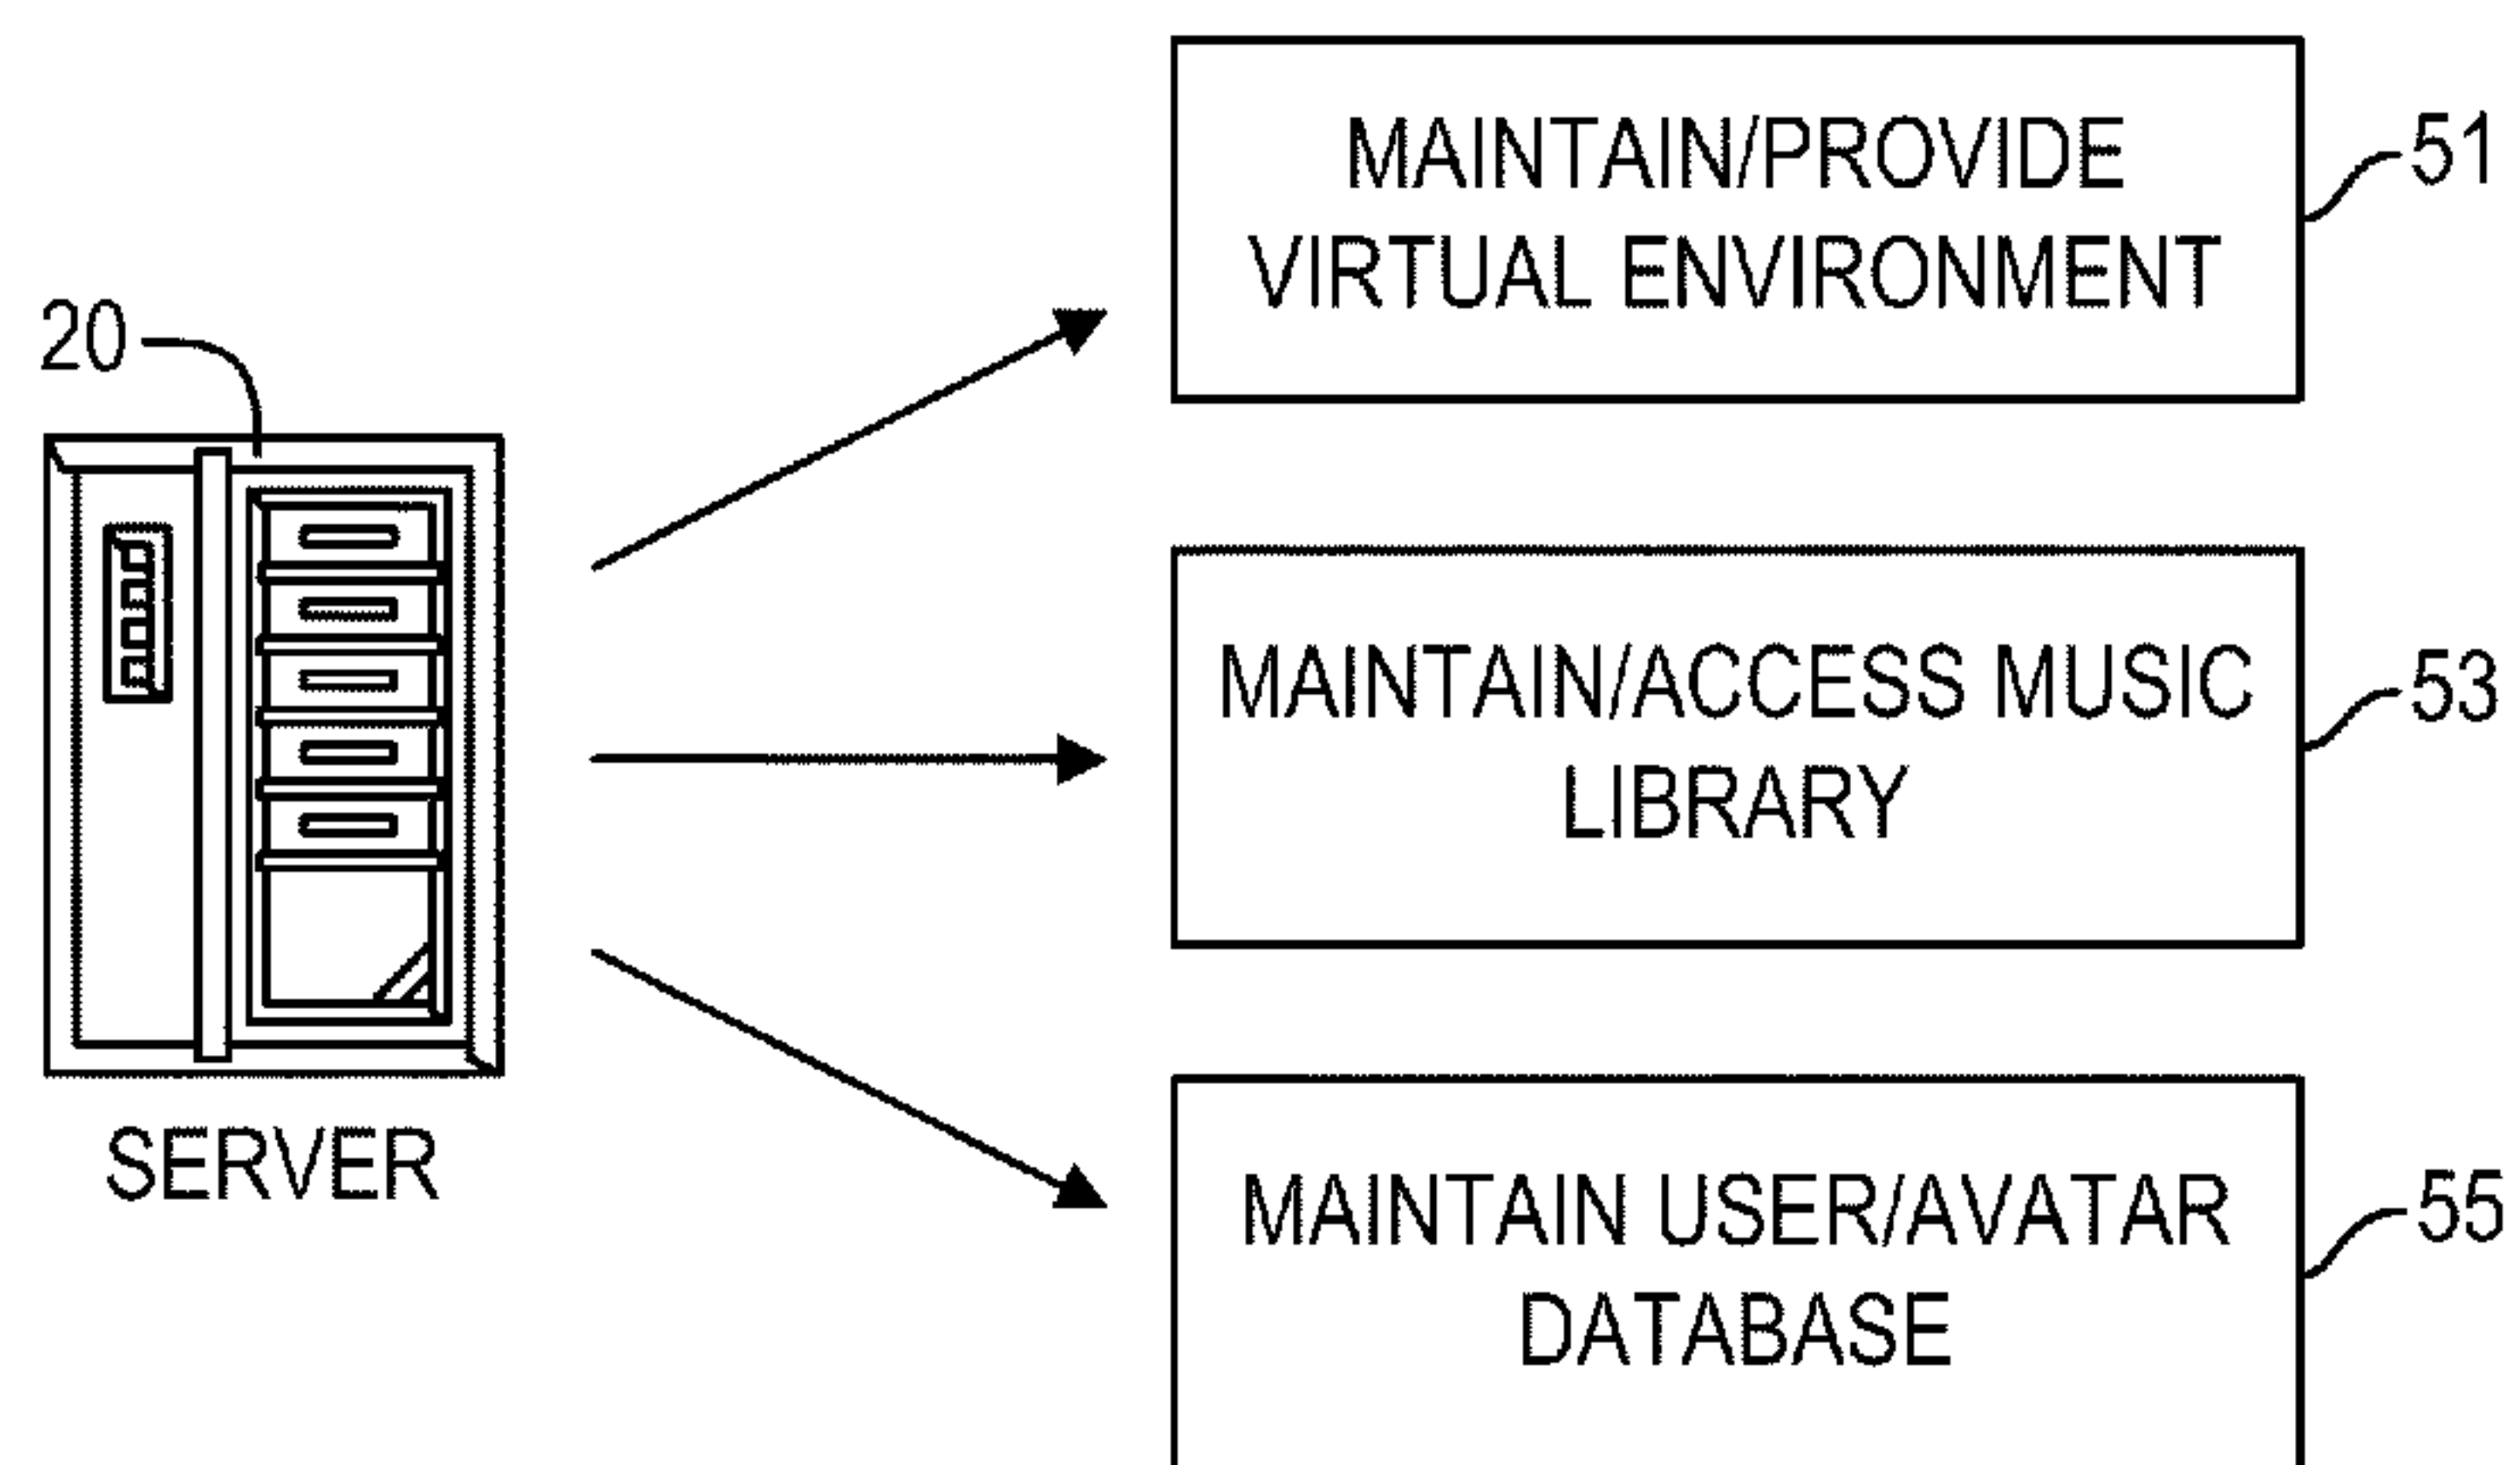 20
SERVER
MAINTAIN/PROVIDE
VIRTUAL ENVIRONMENT
51
MAINTAIN/ACCESS MUSIC
LIBRARY
53
MAINTAIN USER/AVATAR
DATABASE
55